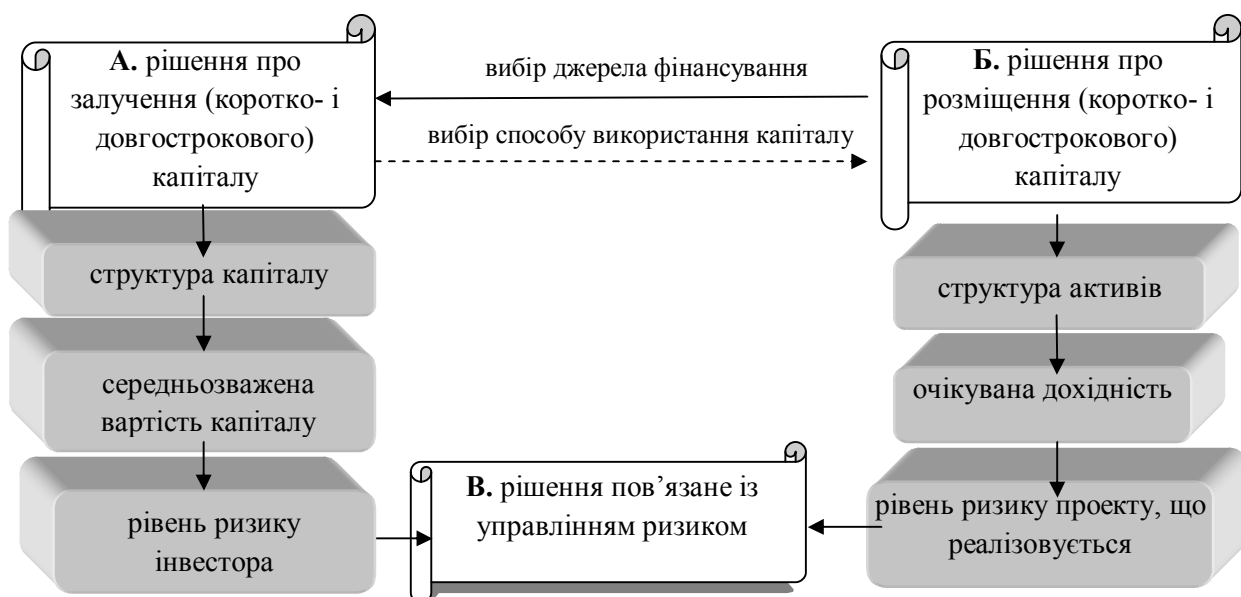 А. рішення про
залучення (коротко- і
довгострокового)
капіталу
вибір джерела фінансування
вибір способу використання капіталу
Б. рішення про
розміщення (коротко- і
довгострокового)
капіталу
структура капіталу
середньозважена
вартість капіталу
рівень ризику
інвестора
структура активів
очікувана дохідність
рівень ризику проекту, що
реалізовується
В. рішення пов’язане із
управлінням ризиком